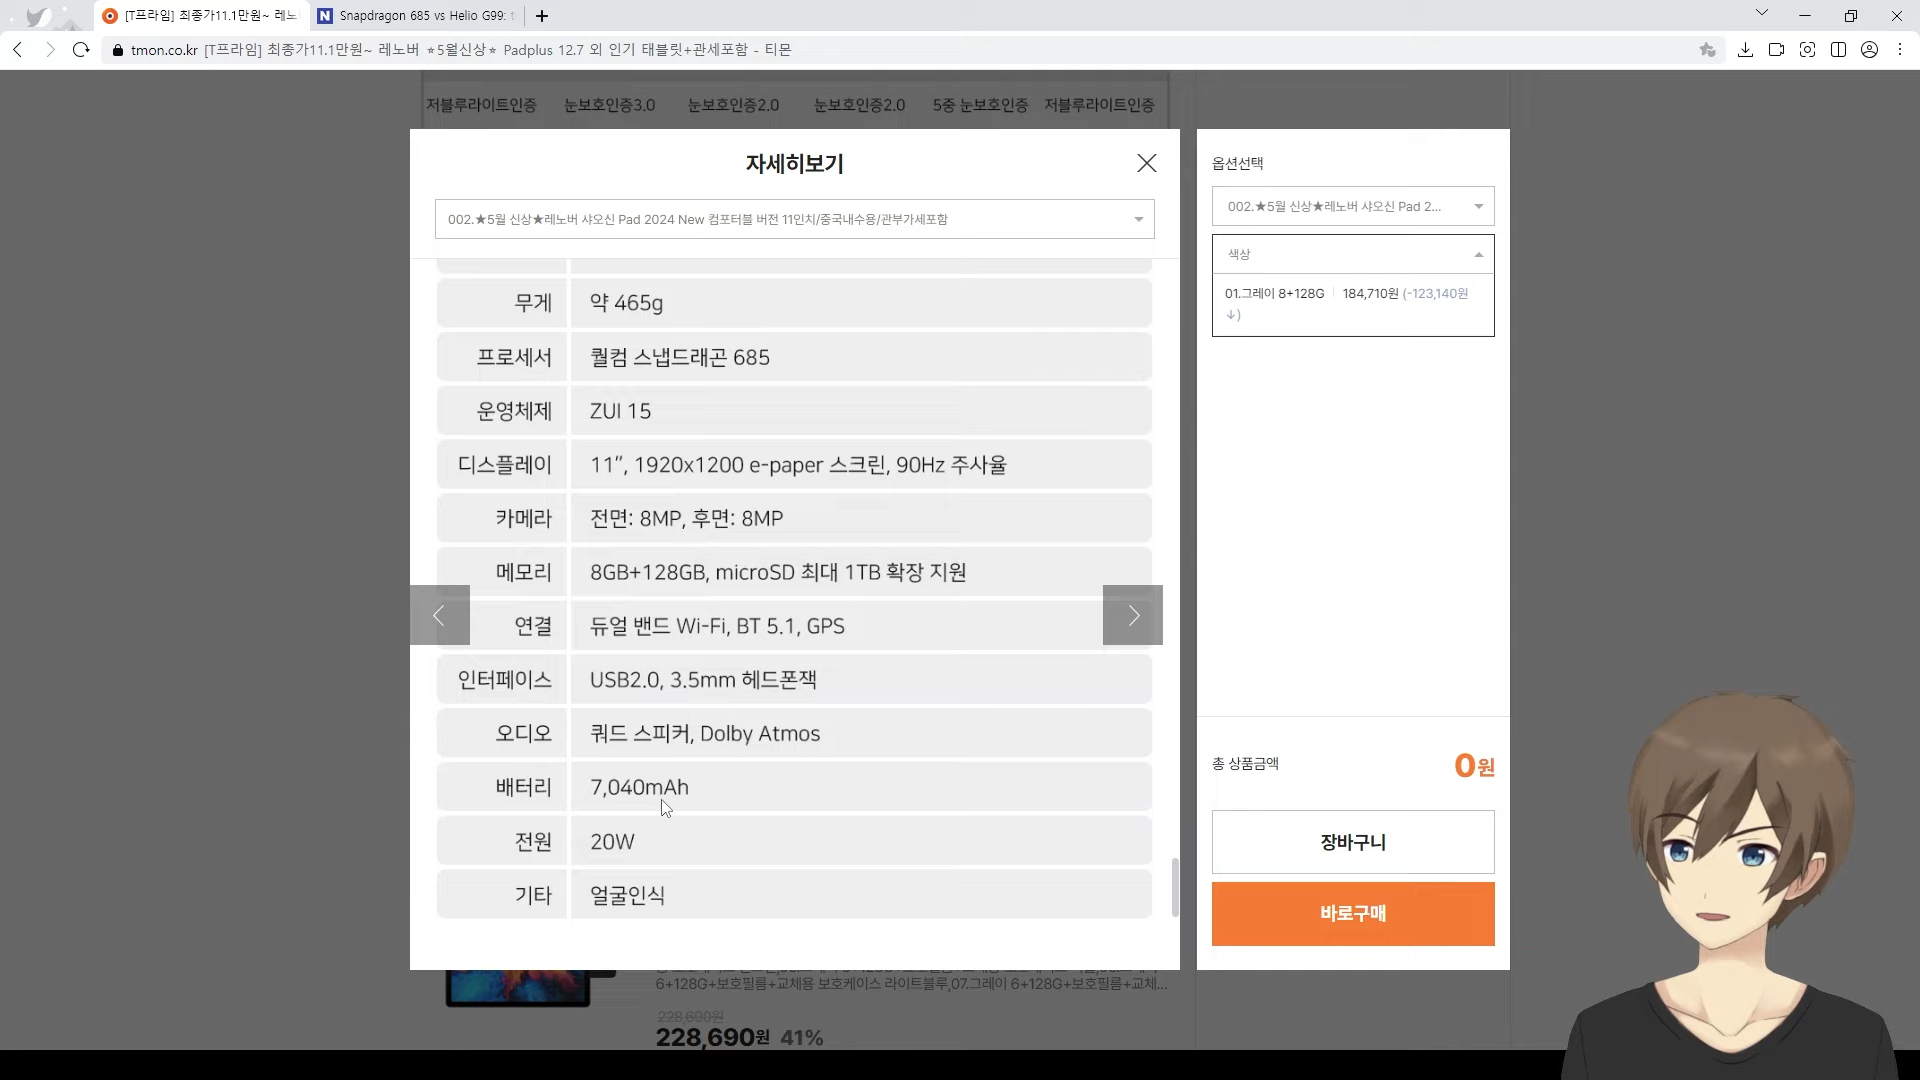 [T프라임] 최종가11.1만원~ 레노
Snapdragon 685 vs Helio G99: t
tmon.co.kr [T프라임] 최종가11.1만원~ 레노버 ★5월신상★ Padplus 12.7 외 인기 태블릿+관세포함 - 티몬
저블루라이트인증 눈보호인증3.0 눈보호인증2.0 눈보호인증2.0 5중 눈보호인증 저블루라이트인증
자세히보기
002.★5월 신상★레노버 샤오신 Pad 2024 New 컴포터블 버전 11인치/중국내수용/관부가세포함
무게 약 465g
프로세서 퀄컴 스냅드래곤 685
운영체제 ZUI 15
디스플레이 11”, 1920x1200 e-paper 스크린, 90Hz 주사율
카메라 전면: 8MP, 후면: 8MP
메모리 8GB+128GB, microSD 최대 1TB 확장 지원
연결 듀얼 밴드 Wi-Fi, BT 5.1, GPS
인터페이스 USB2.0, 3.5mm 헤드폰잭
오디오 쿼드 스피커, Dolby Atmos
배터리 7,040mAh
전원 20W
기타 얼굴인식
옵션선택
002.★5월 신상★레노버 샤오신 Pad 2...
색상
01.그레이 8+128G 184,710원 (-123,140원
↓)
총 상품금액 0원
장바구니
바로구매
6+128G+보호필름+교체용 보호케이스 라이트블루,07.그레이 6+128G+보호필름+교체...
228,690원
228,690원 41%